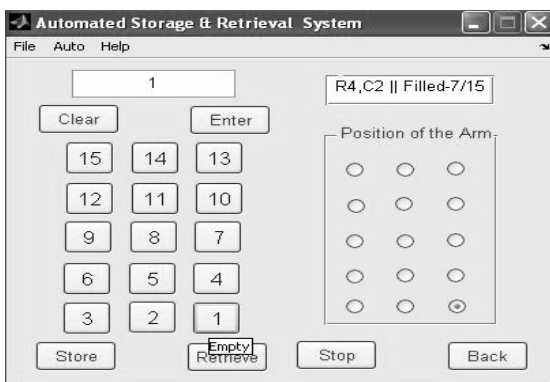 Automated Storage & Retrieval System
File Auto Help
1
R4,C2 || Filled-7/15
Clear Enter
Position of the Arm
15 14 13
12 11 10
9 8 7
6 5 4
3 2 1
Empty
Store Retrieve Stop Back